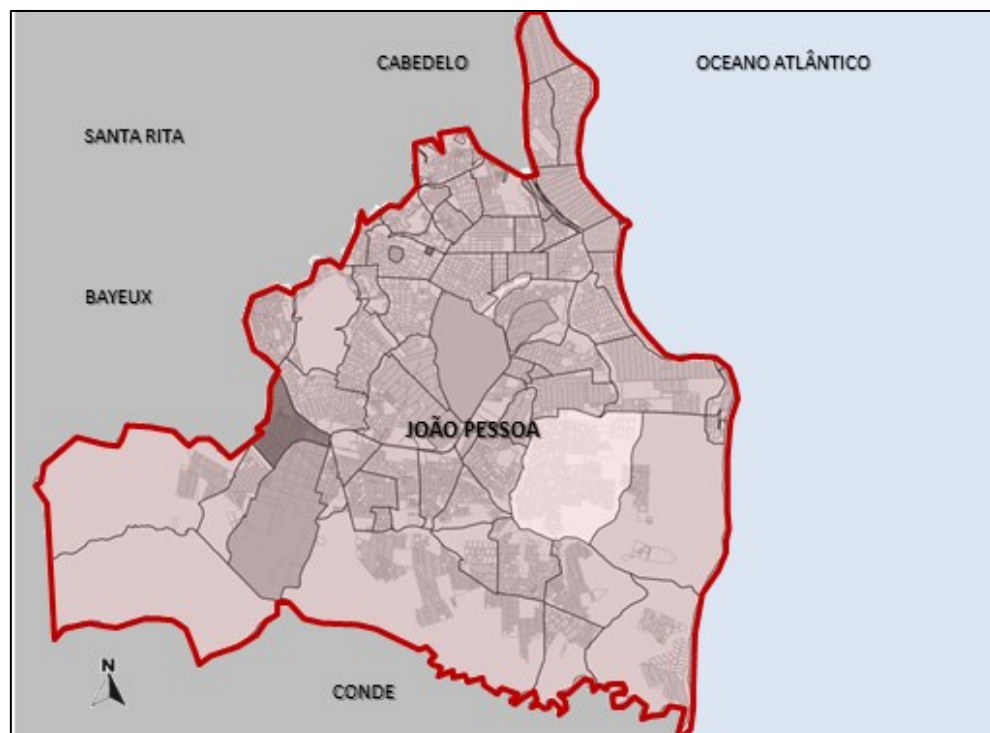 CABEDELO
OCEANO ATLÂNTICO
SANTA RITA
BAYEUX
JOÃO PESSOA
N
CONDE